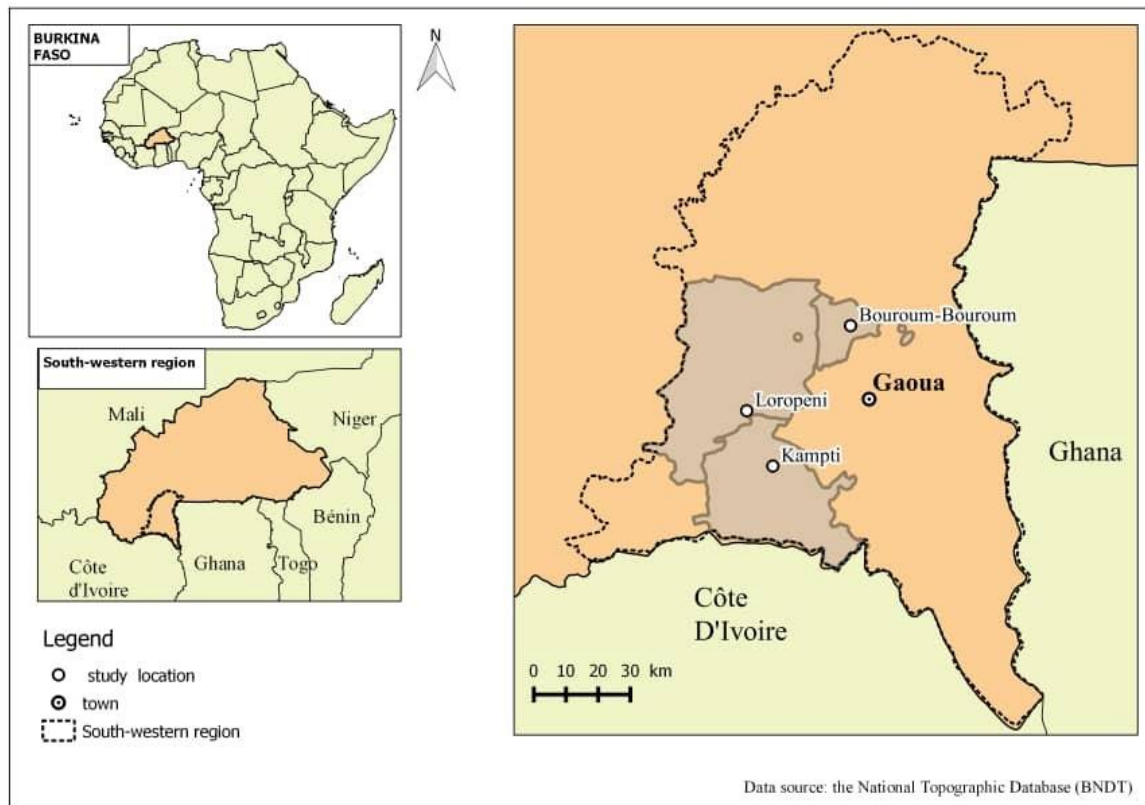 BURKINA
FASO
N
South-western region
Mali
Niger
Bénin
Côte
d'Ivoire
Ghana
Togo
Bouroum-Bouroum
Gaoua
Loropeni
Kampti
Ghana
Côte
D'Ivoire
0 10 20 30 km
Legend
study location
town
South-western region
Data source: the National Topographic Database (BNDT)